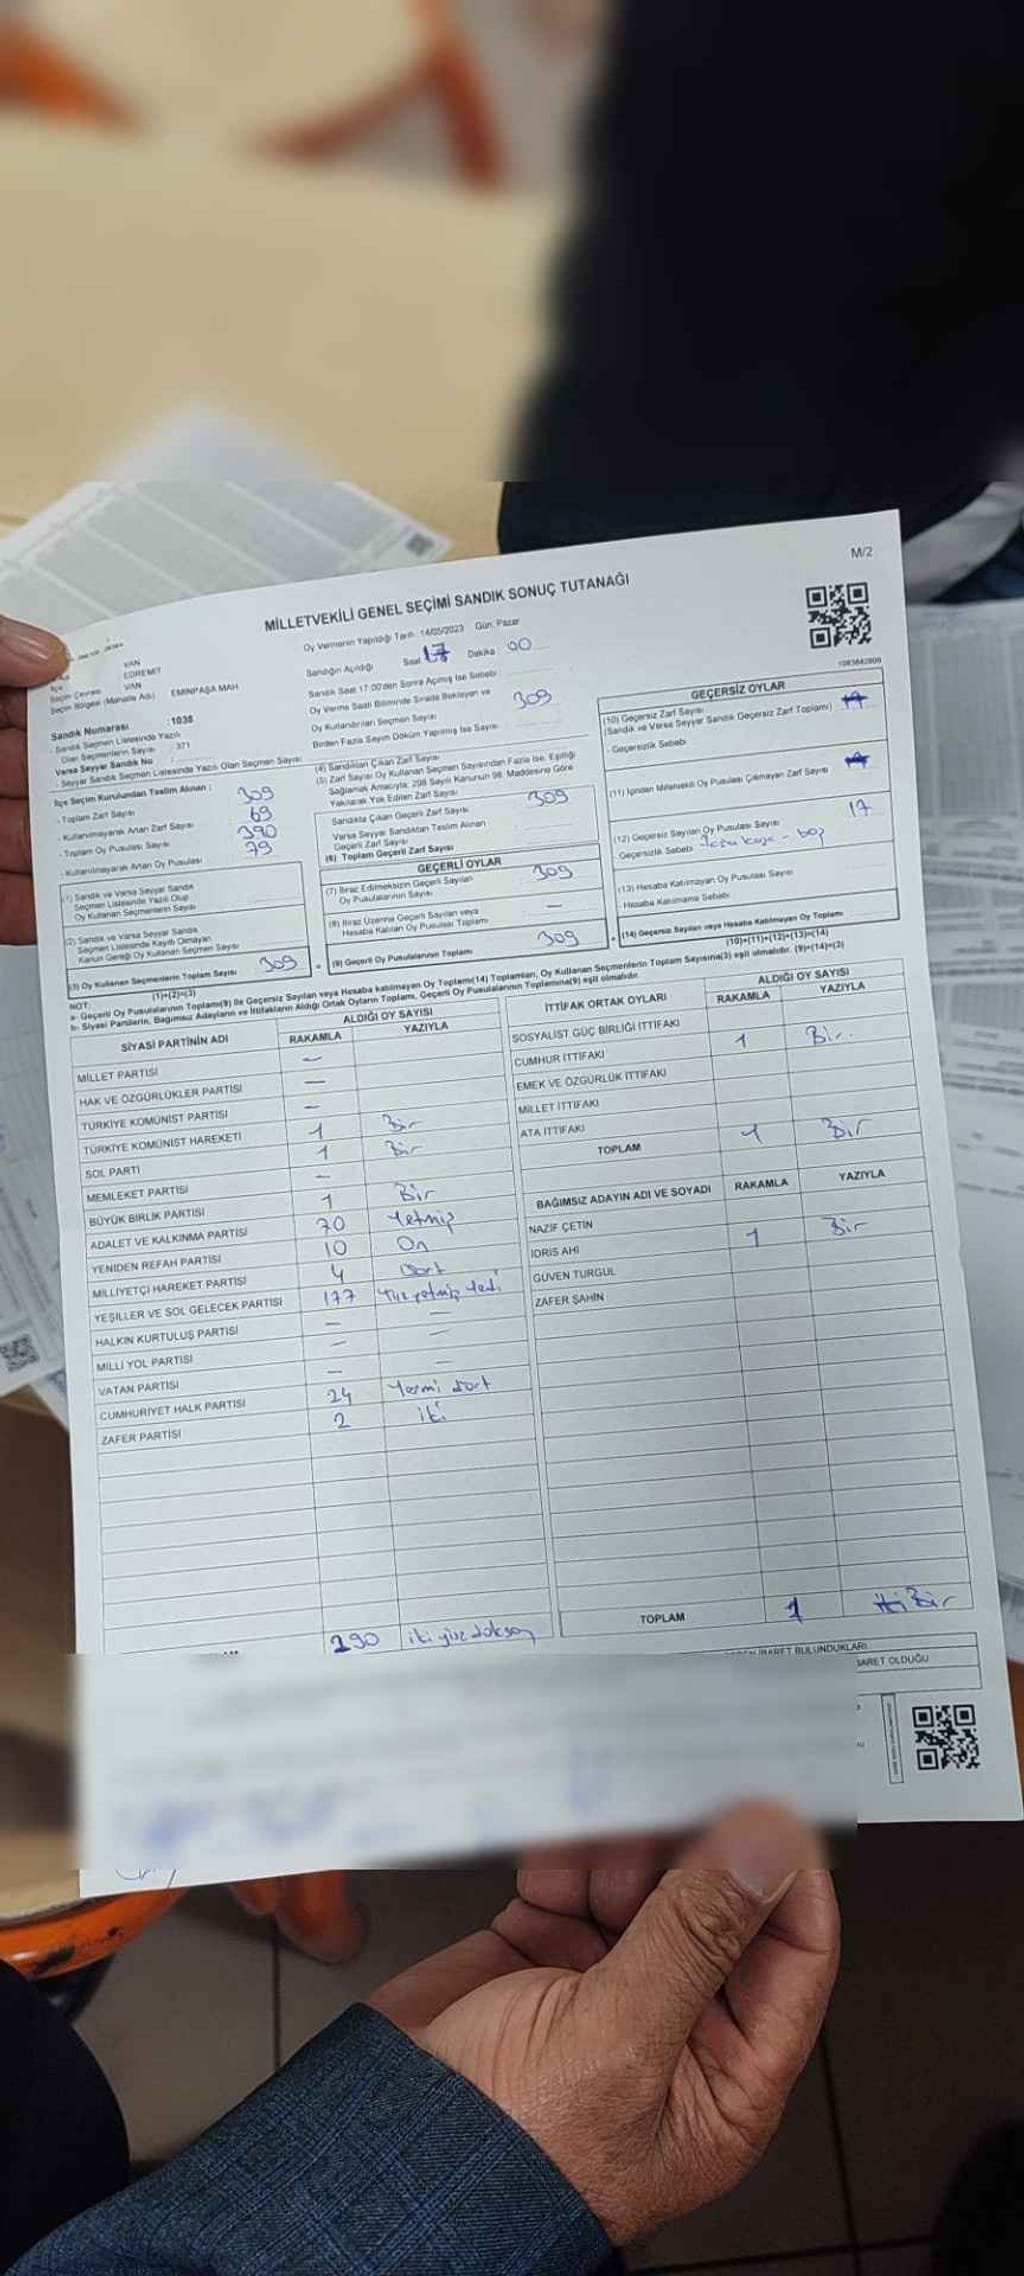 M/2
MİLLETVEKİLİ GENEL SEÇİMİ SANDIK SONUÇ TUTANAĞI
Oy Vermenin Yapıldığı Tarih : 14/05/2023 Gün: Pazar
VAN
EDREMİT
Seçim Çevresi VAN
Seçim Bölgesi (Mahalle Adı) EMİNPAŞA MAH
Sandığın Açıldığı Saat 17 Dakika 00
Sandık Saat 17:00'den Sonra Açılmış İse Sebebi
Oy Verme Saati Bitiminde Sırada Bekleyen ve
Oy Kullandırılan Seçmen Sayısı 309
Birden Fazla Sayım Döküm Yapılmış İse Sayısı
Sandık Numarası : 1038
- Sandık Seçmen Listesinde Yazılı
Olan Seçmenlerin Sayısı : 371
Varsa Seyyar Sandık No
- Seyyar Sandık Seçmen Listesinde Yazılı Olan Seçmen Sayısı
İlçe Seçim Kurulundan Teslim Alınan :
- Toplam Zarf Sayısı 309
- Kullanılmayarak Artan Zarf Sayısı 69
- Toplam Oy Pusulası Sayısı 390
- Kullanılmayarak Artan Oy Pusulası 79
(1) Sandık ve Varsa Seyyar Sandık
Seçmen Listesinde Yazılı Olup
Oy Kullanan Seçmenlerin Sayısı
(2) Sandık ve Varsa Seyyar Sandık
Seçmen Listesinde Kayıtlı Olmayan
Kanun Gereği Oy Kullanan Seçmen Sayısı
(3) Oy Kullanan Seçmenlerin Toplam Sayısı 309
(1)+(2)=(3)
(4) Sandıktan Çıkan Zarf Sayısı
(5) Zarf Sayısı Oy Kullanan Seçmen Sayısından Fazla İse, Eşitliği
Sağlamak Amacıyla, 298 Sayılı Kanunun 98. Maddesine Göre
Yakılarak Yok Edilen Zarf Sayısı
Sandıkta Çıkan Geçerli Zarf Sayısı 309
Varsa Seyyar Sandıktan Teslim Alınan
Geçerli Zarf Sayısı
(6) Toplam Geçerli Zarf Sayısı
GEÇERLİ OYLAR
(7) İtiraz Edilmeksizin Geçerli Sayılan
Oy Pusulalarının Sayısı 309
(8) İtiraz Üzerine Geçerli Sayılan veya
Hesaba Katılan Oy Pusulası Toplamı —
(9) Geçerli Oy Pusulalarının Toplamı 309
1083842809
GEÇERSİZ OYLAR
(10) Geçersiz Zarf Sayısı
(Sandık ve Varsa Seyyar Sandık Geçersiz Zarf Toplamı)
- Geçersizlik Sebebi
(11) İçinden Milletvekili Oy Pusulası Çıkmayan Zarf Sayısı
(12) Geçersiz Sayılan Oy Pusulası Sayısı 17
Geçersizlik Sebebi - boş
(13) Hesaba Katılmayan Oy Pusulası Sayısı
- Hesaba Katılmama Sebebi
(14) Geçersiz Sayılan veya Hesaba Katılmayan Oy Toplamı
(10)+(11)+(12)+(13)=(14)
NOT:
a- Geçerli Oy Pusulalarının Toplamı(9) ile Geçersiz Sayılan veya Hesaba katılmayan Oy Toplamı(14) Toplamları, Oy Kullanan Seçmenlerin Toplam Sayısına(3) eşit olmalıdır. (9)+(14)=(3)
b- Siyasi Partilerin, Bağımsız Adayların ve İttifakların Aldığı Ortak Oyların Toplamı, Geçerli Oy Pusulalarının Toplamına(9) eşit olmalıdır.
SİYASİ PARTİNİN ADI ALDIĞI OY SAYISI
RAKAMLA YAZIYLA
MİLLET PARTİSİ —
HAK VE ÖZGÜRLÜKLER PARTİSİ —
TÜRKİYE KOMÜNİST PARTİSİ —
TÜRKİYE KOMÜNİST HAREKETİ 1 Bir
SOL PARTİ 1 Bir
MEMLEKET PARTİSİ —
BÜYÜK BİRLİK PARTİSİ 1 Bir
ADALET VE KALKINMA PARTİSİ 70 Yetmiş
YENİDEN REFAH PARTİSİ 10 On
MİLLİYETÇİ HAREKET PARTİSİ 4 Dört
YEŞİLLER VE SOL GELECEK PARTİSİ 177 Yüz yetmiş Yedi
HALKIN KURTULUŞ PARTİSİ — —
MİLLİ YOL PARTİSİ — —
VATAN PARTİSİ — —
CUMHURİYET HALK PARTİSİ 24 Yirmi dört
ZAFER PARTİSİ 2 İki
290 iki yüz doksan
İTTİFAK ORTAK OYLARI ALDIĞI OY SAYISI
RAKAMLA YAZIYLA
SOSYALİST GÜÇ BİRLİĞİ İTTİFAKI
CUMHUR İTTİFAKI 1 Bir
EMEK VE ÖZGÜRLÜK İTTİFAKI
MİLLET İTTİFAKI
ATA İTTİFAKI
TOPLAM 1 Bir
BAĞIMSIZ ADAYIN ADI VE SOYADI RAKAMLA YAZIYLA
NAZİF ÇETİN
İDRİS AHİ 1 Bir
GÜVEN TURGUL
ZAFER ŞAHİN
TOPLAM 1 Bir
BULUNDUKLARI
OLDUĞU